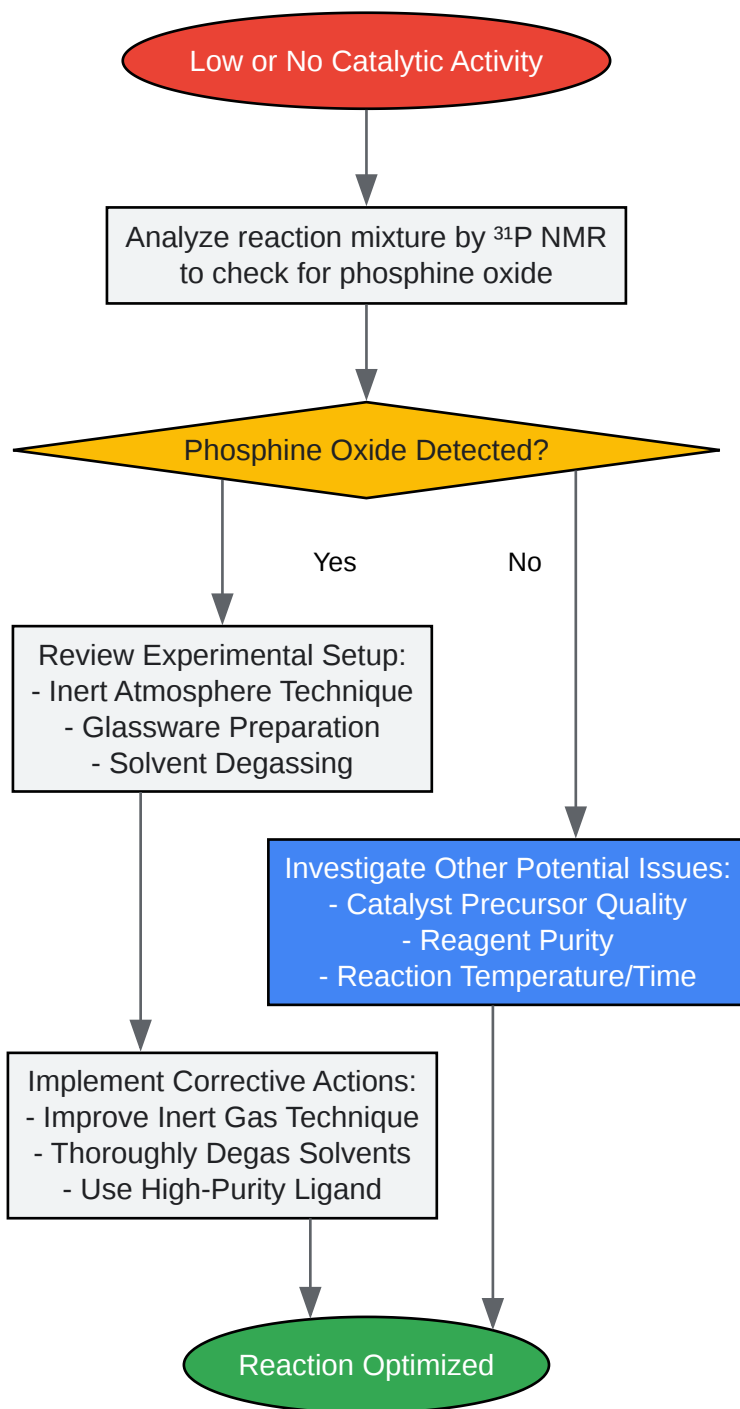 Low or No Catalytic Activity
Analyze reaction mixture by ³¹P NMR
to check for phosphine oxide
Phosphine Oxide Detected?
Yes
No
Review Experimental Setup:
- Inert Atmosphere Technique
- Glassware Preparation
- Solvent Degassing
Investigate Other Potential Issues:
- Catalyst Precursor Quality
- Reagent Purity
- Reaction Temperature/Time
Implement Corrective Actions:
- Improve Inert Gas Technique
- Thoroughly Degas Solvents
- Use High-Purity Ligand
Reaction Optimized